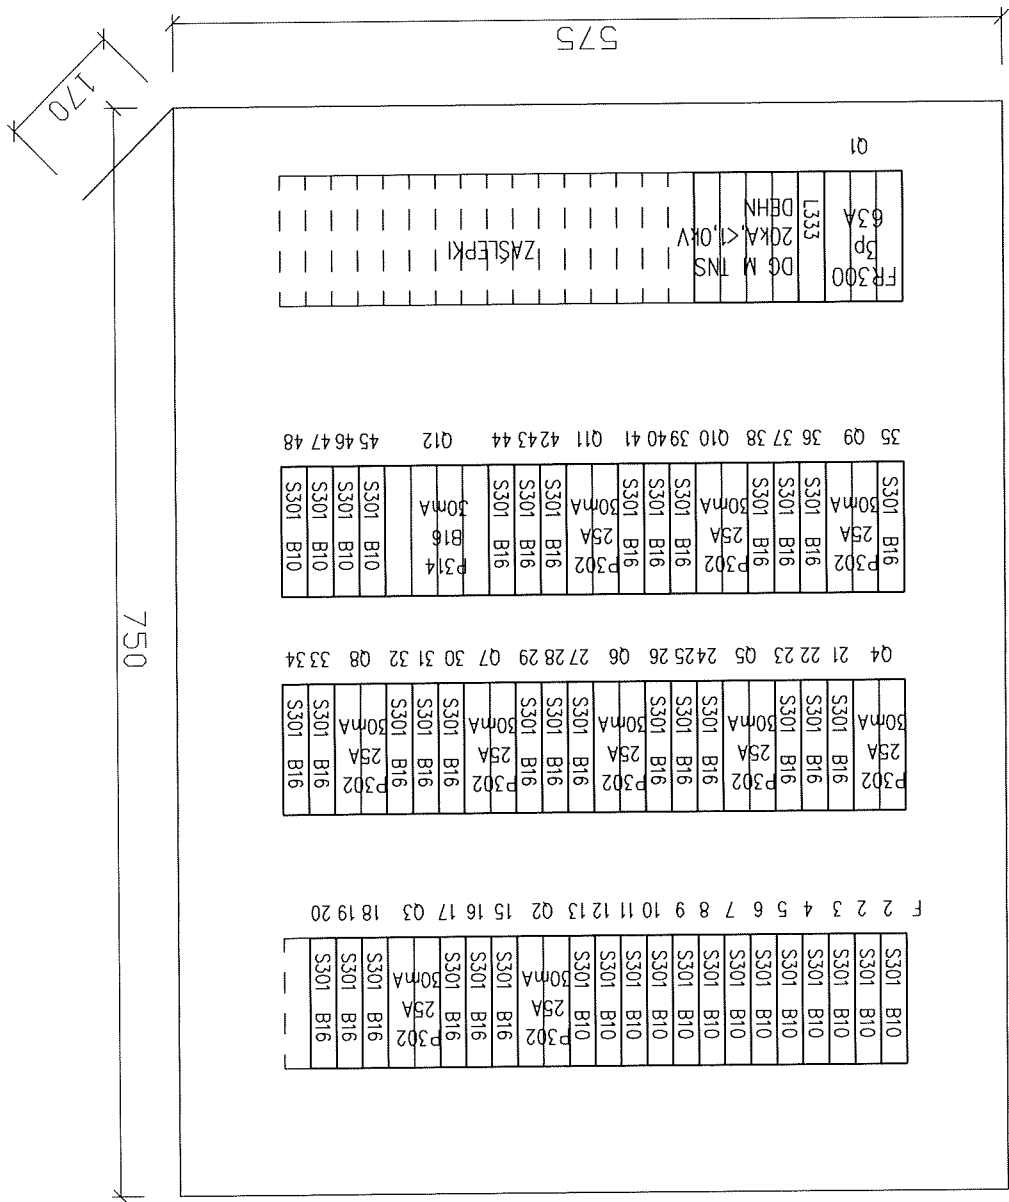 S301 B10
S301 B10
S301 B10
S301 B10
S301 B10
S301 B10
S301 B10
S301 B10
S301 B10
S301 B10
S301 B10
S301 B10
S301 B10
P302
25A
30mA
S301 B16
S301 B16
S301 B16
P302
25A
30mA
S301 B16
S301 B16
S301 B16
F 2 2 3 4 5 6 7 8 9 10 11 12 13 Q2 15 16 17 Q3 18 19 20
P302
25A
30mA
S301 B16
S301 B16
S301 B16
P302
25A
30mA
S301 B16
S301 B16
S301 B16
P302
25A
30mA
S301 B16
S301 B16
S301 B16
P302
25A
30mA
S301 B16
S301 B16
S301 B16
P302
25A
30mA
S301 B16
S301 B16
Q4 21 22 23 Q5 24 25 26 Q6 27 28 29 Q7 30 31 32 Q8 33 34
750
S301 B16
P302
25A
30mA
S301 B16
S301 B16
S301 B16
P302
25A
30mA
S301 B16
S301 B16
S301 B16
P302
25A
30mA
S301 B16
S301 B16
S301 B16
P314
B16
30mA
S301 B10
S301 B10
S301 B10
S301 B10
35 Q9 36 37 38 Q10 39 40 41 Q11 42 43 44 Q12 45 46 47 48
FR300
3p
63A
L333
DG M TNS
20kA,<1,0kV
DEHN
ZAŚLEPKI
Q1
170
575